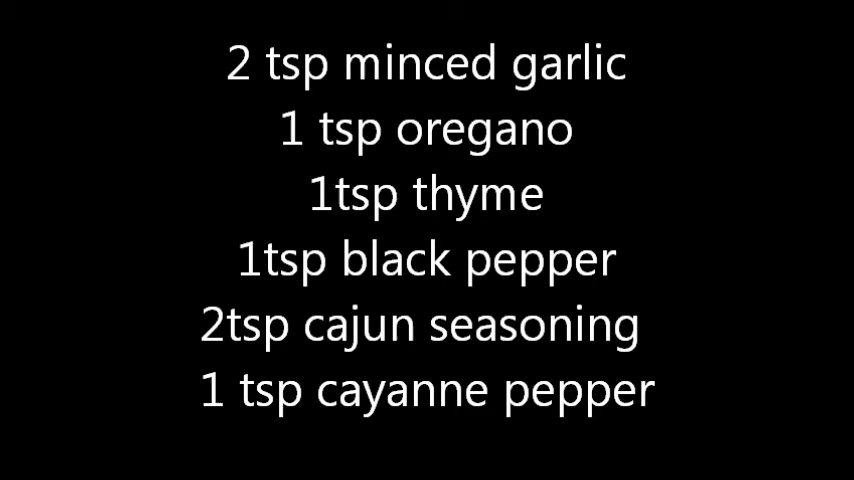 2 tsp minced garlic
1 tsp oregano
1tsp thyme
1tsp black pepper
2tsp cajun seasoning
1 tsp cayanne pepper